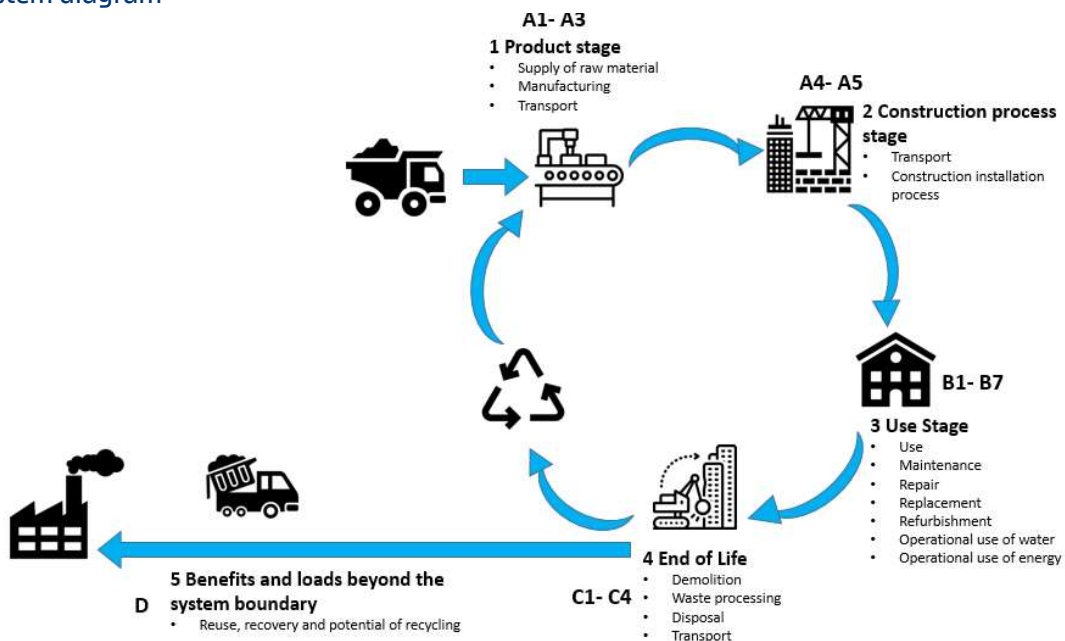 stem diagram
A1- A3
1 Product stage
• Supply of raw material
• Manufacturing
• Transport
A4- A5
2 Construction process
stage
• Transport
• Construction installation
process
B1- B7
3 Use Stage
• Use
• Maintenance
• Repair
• Replacement
• Refurbishment
• Operational use of water
• Operational use of energy
4 End of Life
C1- C4
• Demolition
• Waste processing
• Disposal
• Transport
5 Benefits and loads beyond the
D system boundary
• Reuse, recovery and potential of recycling